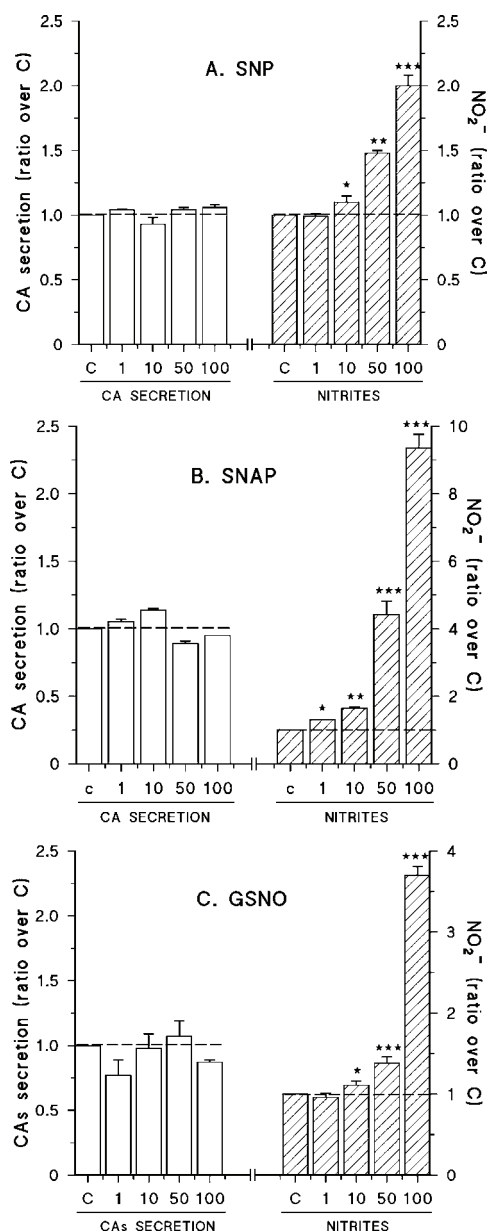 A. SNP
CA secretion (ratio over C)
2.5
2.0
1.5
1.0
0.5
0
NO₂⁻ (ratio over C)
2.5
2.0
1.5
1.0
0.5
0
★
★★
★★★
C 1 10 50 100
CA SECRETION
C 1 10 50 100
NITRITES
B. SNAP
CA secretion (ratio over C)
2.5
2.0
1.5
1.0
0.5
0
NO₂⁻ (ratio over C)
10
8
6
4
2
0
★
★★
★★★
★★★
c 1 10 50 100
CA SECRETION
c 1 10 50 100
NITRITES
C. GSNO
CAs secretion (ratio over C)
2.5
2.0
1.5
1.0
0.5
0
NO₂⁻ (ratio over C)
4
3
2
1
0
★
★★★
★★★
C 1 10 50 100
CAs SECRETION
C 1 10 50 100
NITRITES